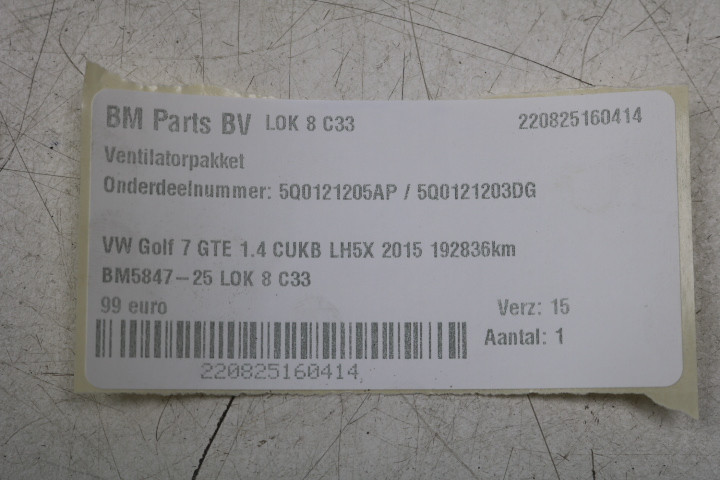 BM Parts BV LOK 8 C33 220825160414
Ventilatorpakket
Onderdeelnummer: 5Q0121205AP / 5Q0121203DG
VW Golf 7 GTE 1.4 CUKB LH5X 2015 192836km
BM5847-25 LOK 8 C33
99 euro Verz: 15
Aantal: 1
220825160414